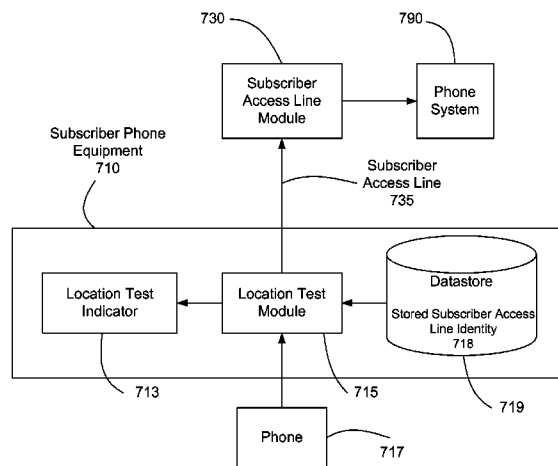 730
790
Subscriber
Access Line
Module
Phone
System
Subscriber Phone
Equipment
710
Subscriber
Access Line
735
Location Test
Indicator
Location Test
Module
Datastore
Stored Subscriber Access
Line Identity
718
713
715
719
Phone
717